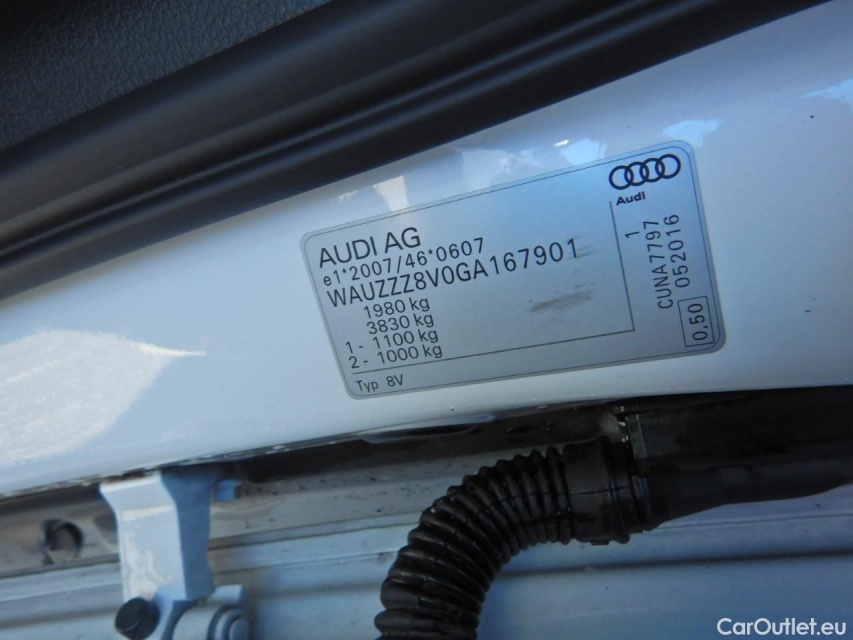 AUDI AG
e1*2007/46*0607
WAUZZZ8V0GA167901
1980 kg
3830 kg
1 - 1100 kg
2 - 1000 kg
Typ 8V
Audi
1
CUNA7797
052016
0,50
CarOutlet.eu